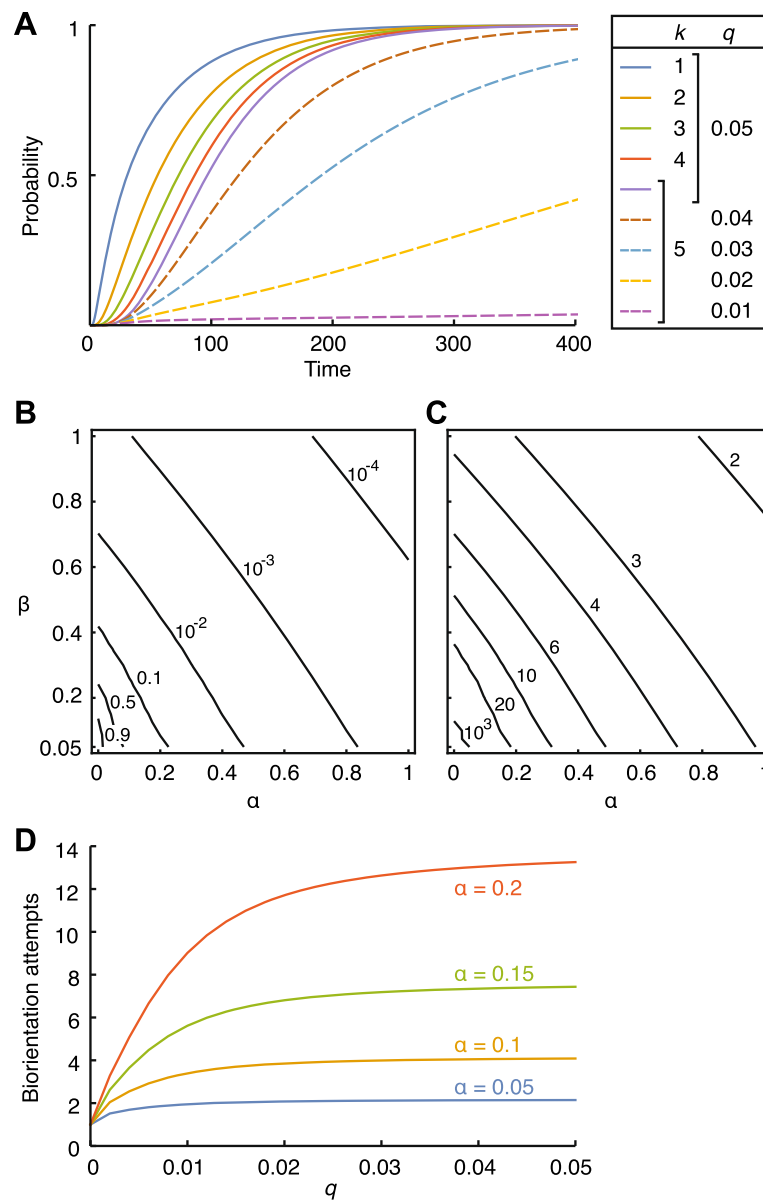 A
1
0.5
Probability
0
100
200
300
400
Time
k q
1
2
3
4
0.05
0.04
5 0.03
0.02
0.01
B
1
0.8
0.6
0.4
0.2
0.05
β
10-4
10-3
10-2
0.1
0.5
0.9
0 0.2 0.4 0.6 0.8 1
α
C
2
3
4
6
10
20
103
0 0.2 0.4 0.6 0.8 1
α
D
14
12
10
8
6
4
2
0
Biorientation attempts
α = 0.2
α = 0.15
α = 0.1
α = 0.05
0 0.01 0.02 0.03 0.04 0.05
q